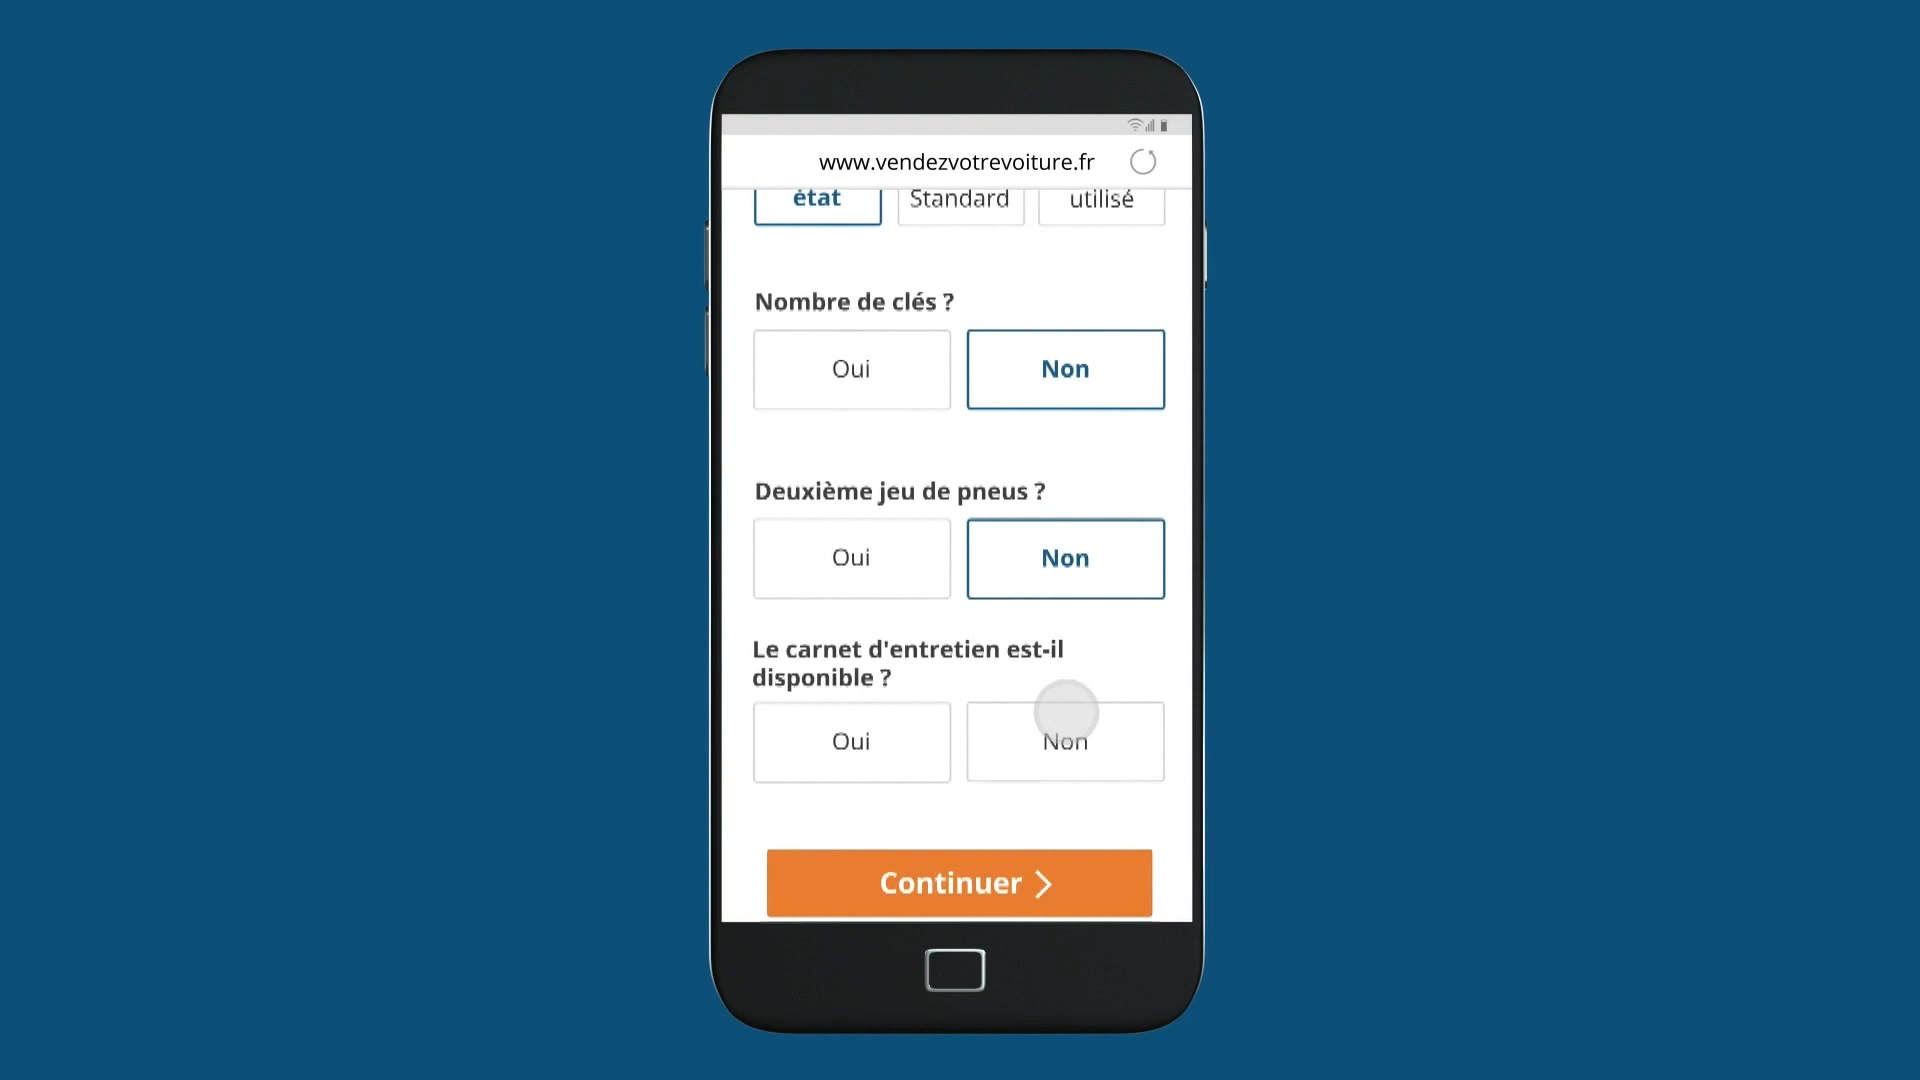 www.vendezvotrevoiture.fr
état
Standard
utilisé
Nombre de clés ?
Oui
Non
Deuxième jeu de pneus ?
Oui
Non
Le carnet d'entretien est-il
disponible ?
Oui
Non
Continuer